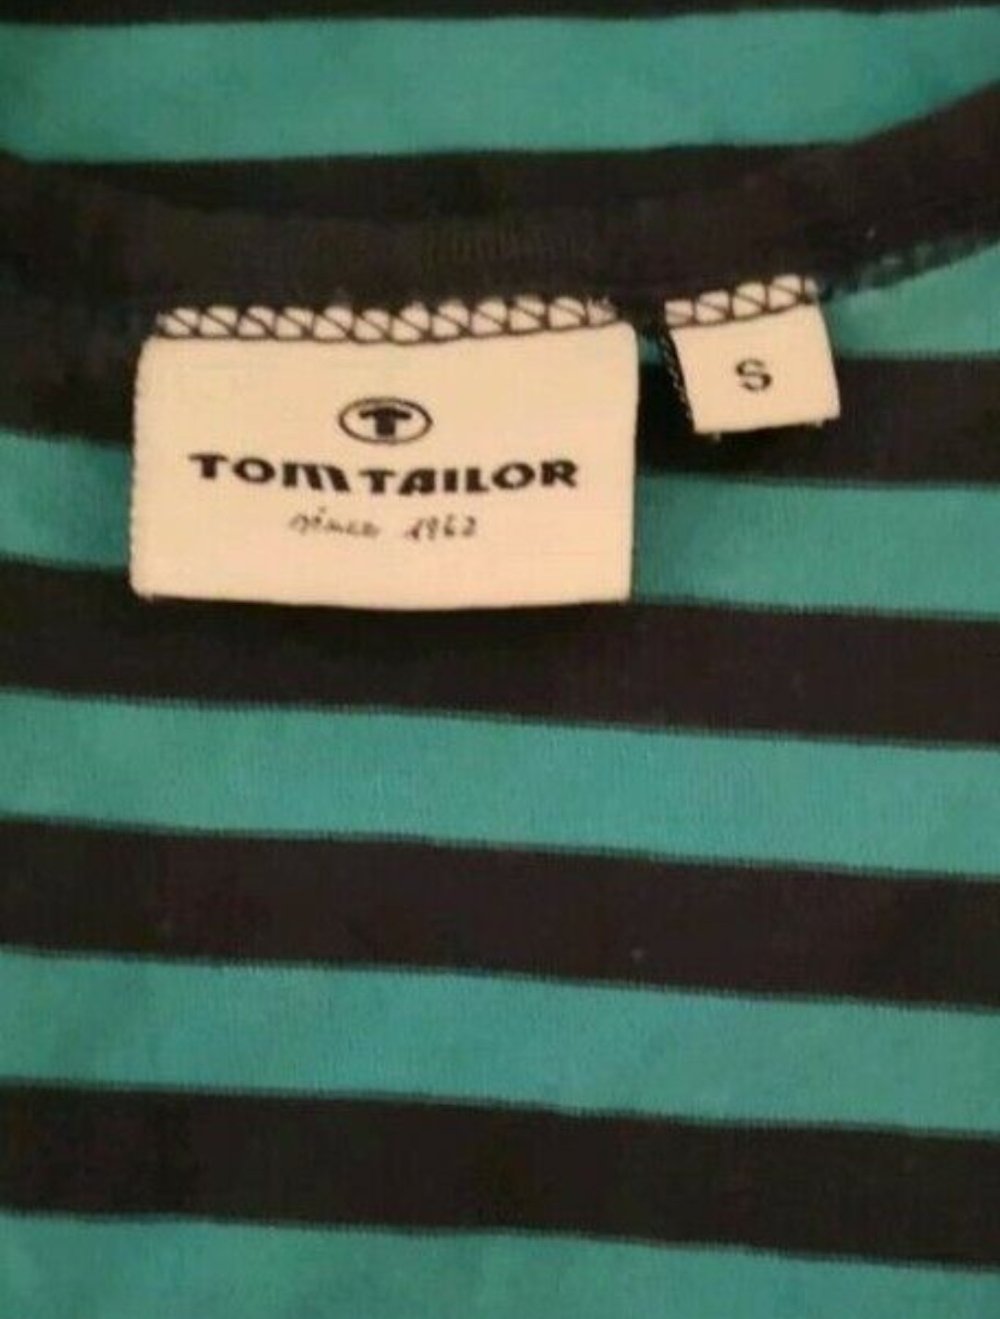 T
TOM TAILOR
since 1962
S